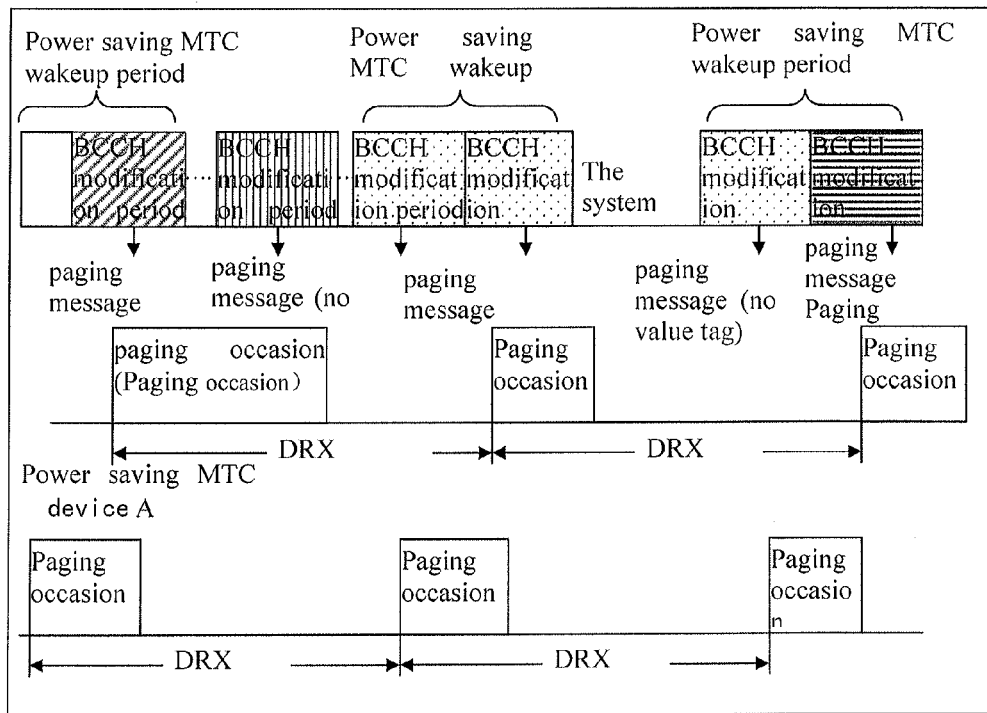 Power saving MTC
wakeup period
Power saving
MTC wakeup
Power saving MTC
wakeup period
BCCH
modificati
on period
BCCH
modificati
on period
BCCH
modificat
ion period
BCCH
modificat
ion
The
system
BCCH
modificat
ion
BCCH
modificat
ion
paging
message
paging
message (no
paging
message
paging
message (no
value tag)
paging
message
Paging
paging occasion
(Paging occasion)
Paging
occasion
Paging
occasion
DRX
DRX
Power saving MTC
device A
Paging
occasion
Paging
occasion
Paging
occasio
n
DRX
DRX